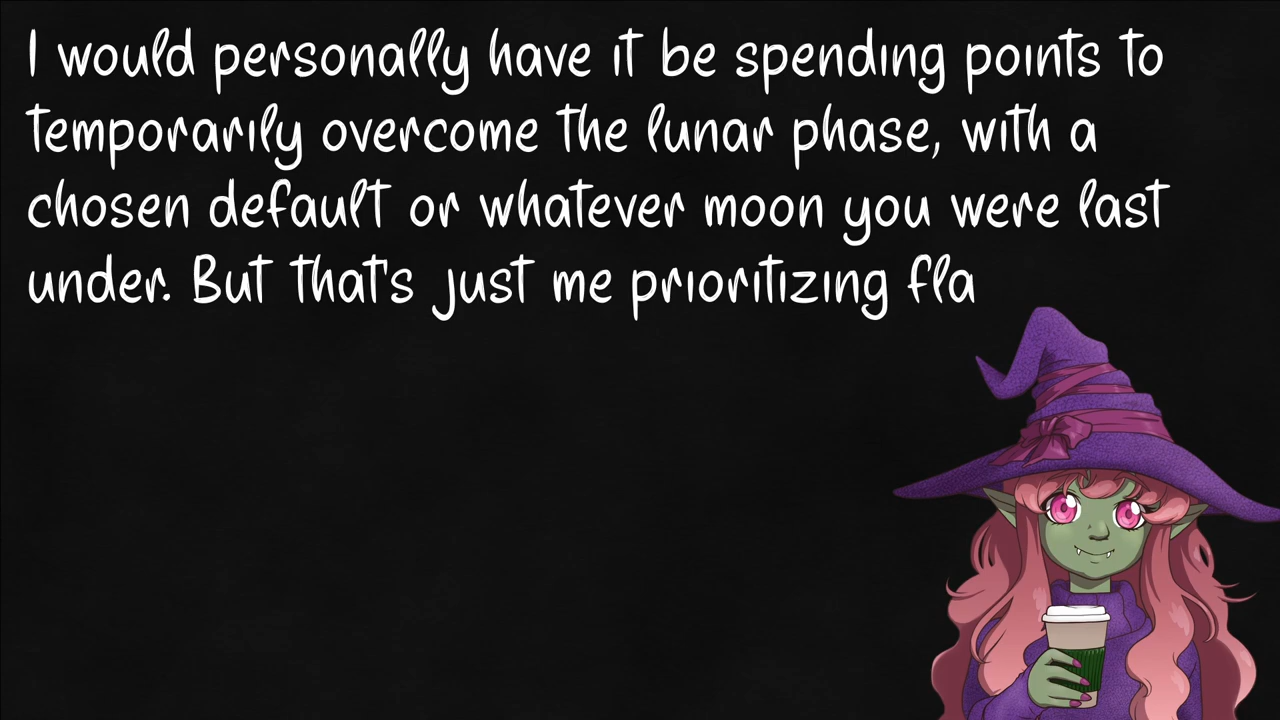 I would personally have it be spending points to
temporarily overcome the lunar phase, with a
chosen default or whatever moon you were last
under. But that's just me prioritizing fla